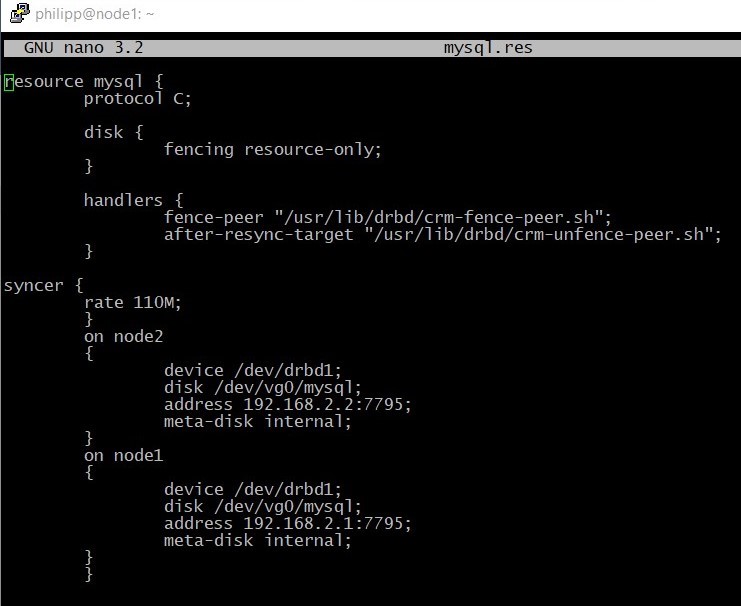 philipp@node1: ~
GNU nano 3.2 mysql.res
resource mysql {
protocol C;
disk {
fencing resource-only;
}
handlers {
fence-peer "/usr/lib/drbd/crm-fence-peer.sh";
after-resync-target "/usr/lib/drbd/crm-unfence-peer.sh";
}
syncer {
rate 110M;
}
on node2
{
device /dev/drbd1;
disk /dev/vg0/mysql;
address 192.168.2.2:7795;
meta-disk internal;
}
on node1
{
device /dev/drbd1;
disk /dev/vg0/mysql;
address 192.168.2.1:7795;
meta-disk internal;
}
}